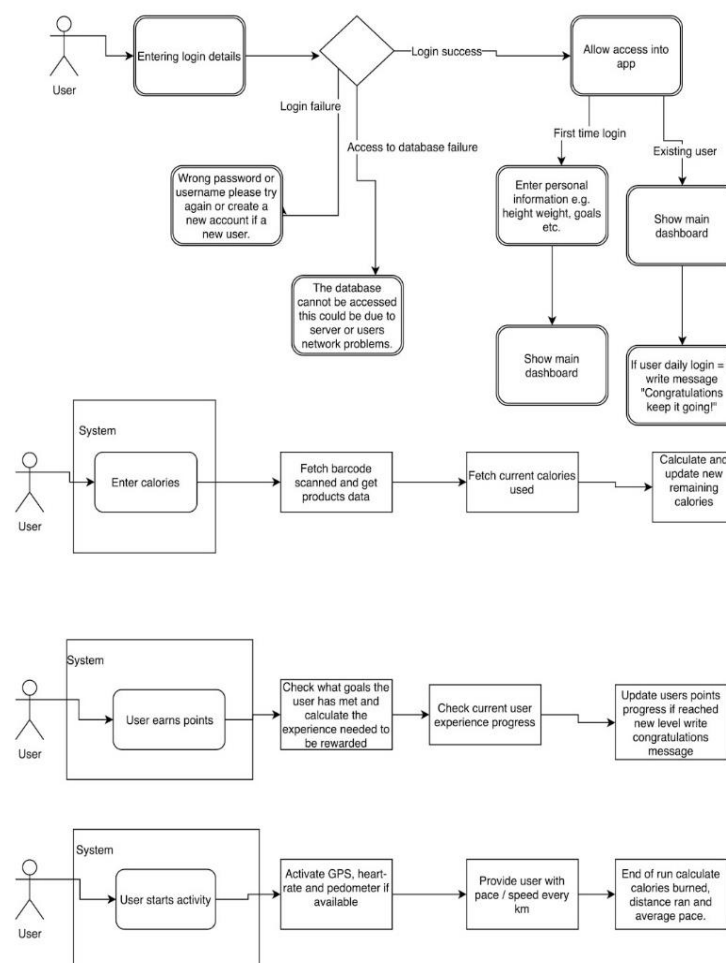 Entering login details
Login success
Allow access into
app
User
Login failure
First time login
Access to database failure
Existing user
Wrong password or
username please try
again or create a
new account if a
new user.
Enter personal
information e.g.
height weight, goals
etc.
Show main
dashboard
The database
cannot be accessed
this could be due to
server or users
network problems.
Show main
dashboard
If user daily login =
write message
"Congratulations
keep it going!"
System
Enter calories
Fetch barcode
scanned and get
products data
Fetch current calories
used
Calculate and
update new
remaining
calories
User
System
User earns points
Check what goals the
user has met and
calculate the
experience needed to
be rewarded
Check current user
experience progress
Update users points
progress if reached
new level write
congratulations
message
User
System
User starts activity
Activate GPS, heart-
rate and pedometer if
available
Provide user with
pace / speed every
km
End of run calculate
calories burned,
distance ran and
average pace.
User